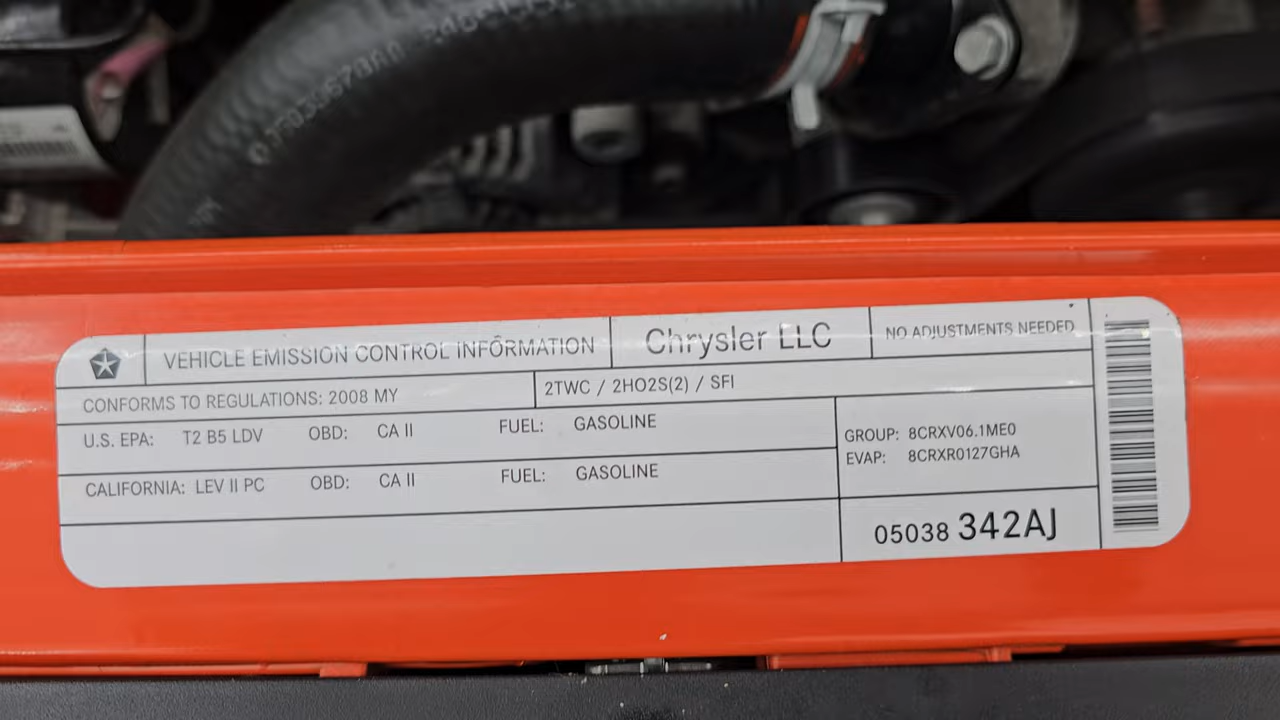 VEHICLE EMISSION CONTROL INFORMATION
Chrysler LLC
NO ADJUSTMENTS NEEDED
CONFORMS TO REGULATIONS: 2008 MY
2TWC / 2HO2S(2) / SFI
U.S. EPA: T2 B5 LDV OBD: CA II FUEL: GASOLINE
CALIFORNIA: LEV II PC OBD: CA II FUEL: GASOLINE
GROUP: 8CRXV06.1ME0
EVAP: 8CRXR0127GHA
05038 342AJ